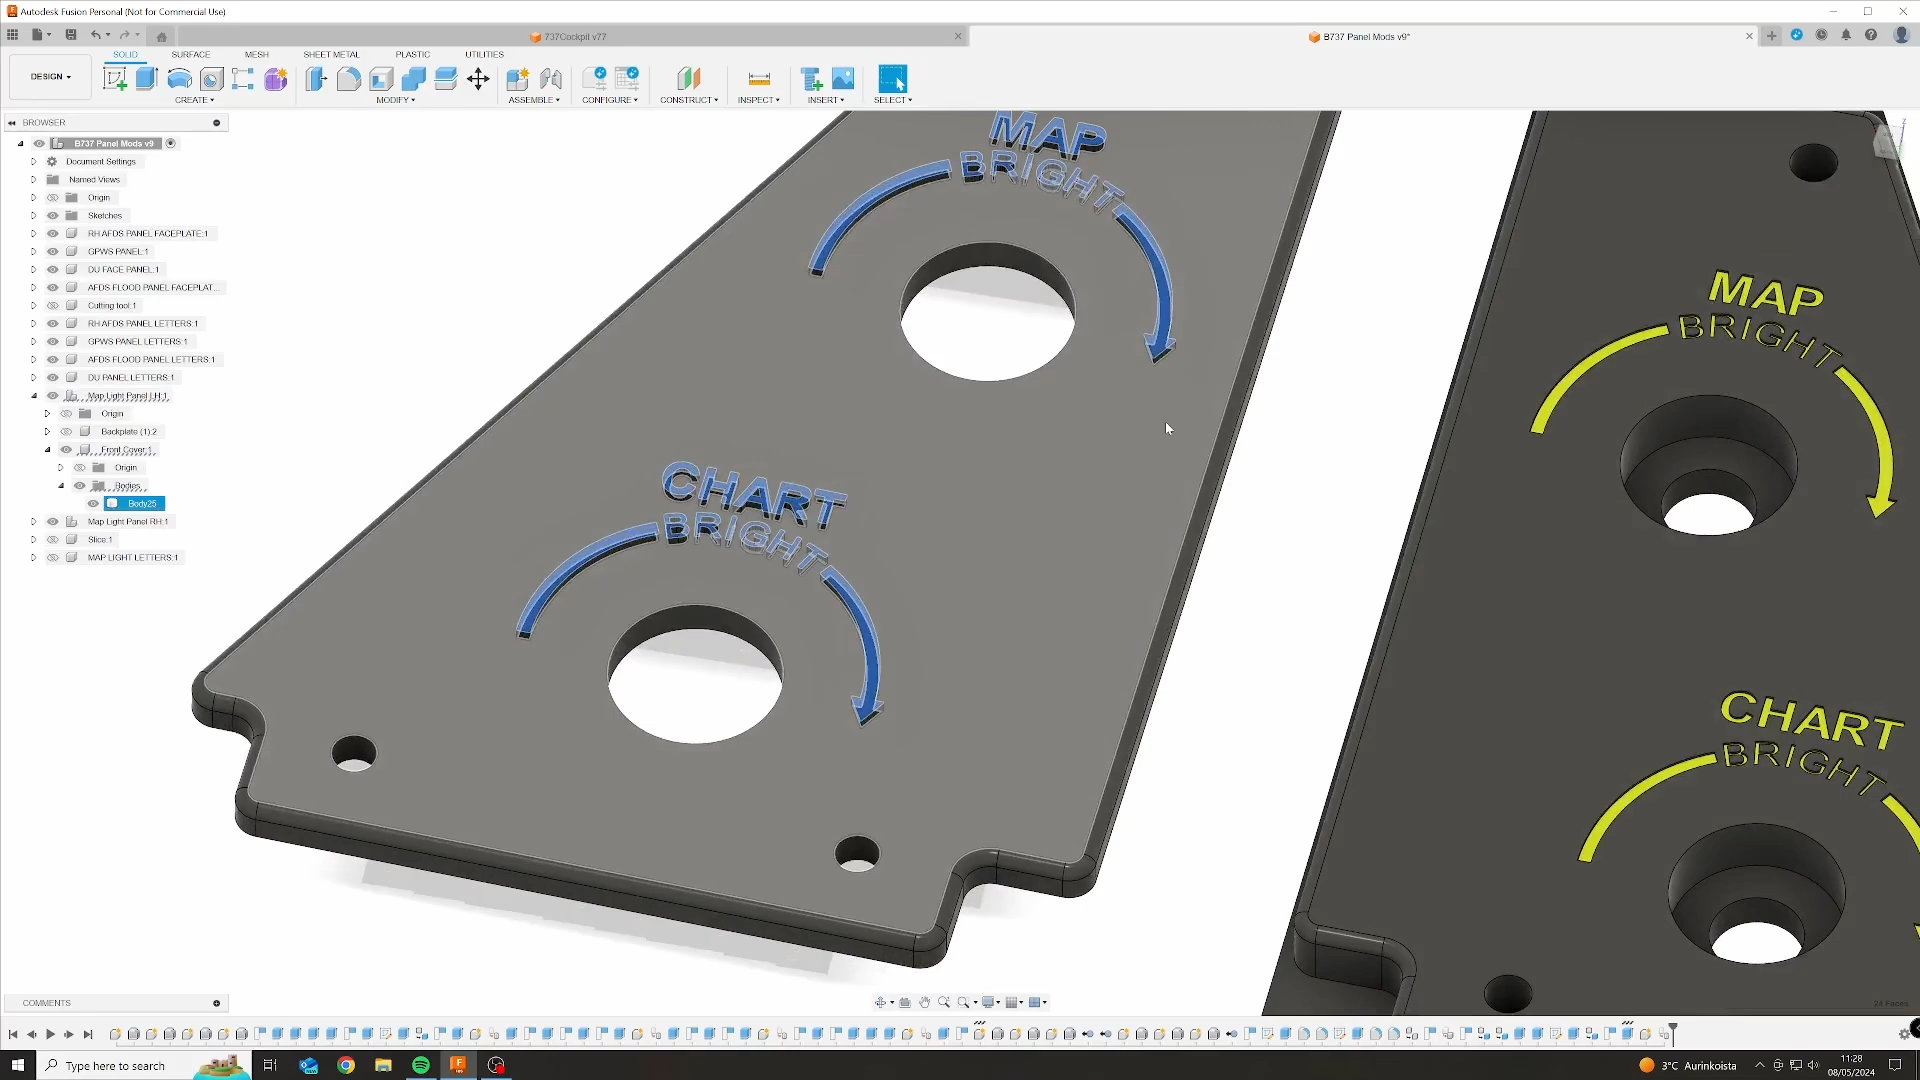 Autodesk Fusion Personal (Not for Commercial Use)
737Cockpit v77
B737 Panel Mods v9*
SOLID SURFACE MESH SHEET METAL PLASTIC UTILITIES
DESIGN
CREATE MODIFY ASSEMBLE CONFIGURE CONSTRUCT INSPECT INSERT SELECT
BROWSER
B737 Panel Mods v9
Document Settings
Named Views
Origin
Sketches
RH AFDS PANEL FACEPLATE:1
GPWS PANEL:1
DU FACE PANEL:1
AFDS FLOOD PANEL FACEPLAT...
Cutting tool:1
RH AFDS PANEL LETTERS:1
GPWS PANEL LETTERS:1
AFDS FLOOD PANEL LETTERS:1
DU PANEL LETTERS:1
Map Light Panel LH:1
Origin
Backplate (1):2
Front Cover:1
Origin
Bodies
Body25
Map Light Panel RH:1
Slice:1
MAP LIGHT LETTERS:1
MAP
BRIGHT
CHART
BRIGHT
MAP
BRIGHT
CHART
BRIGHT
24 Faces
COMMENTS
Type here to search
3°C Aurinkoista
11:28
08/05/2024